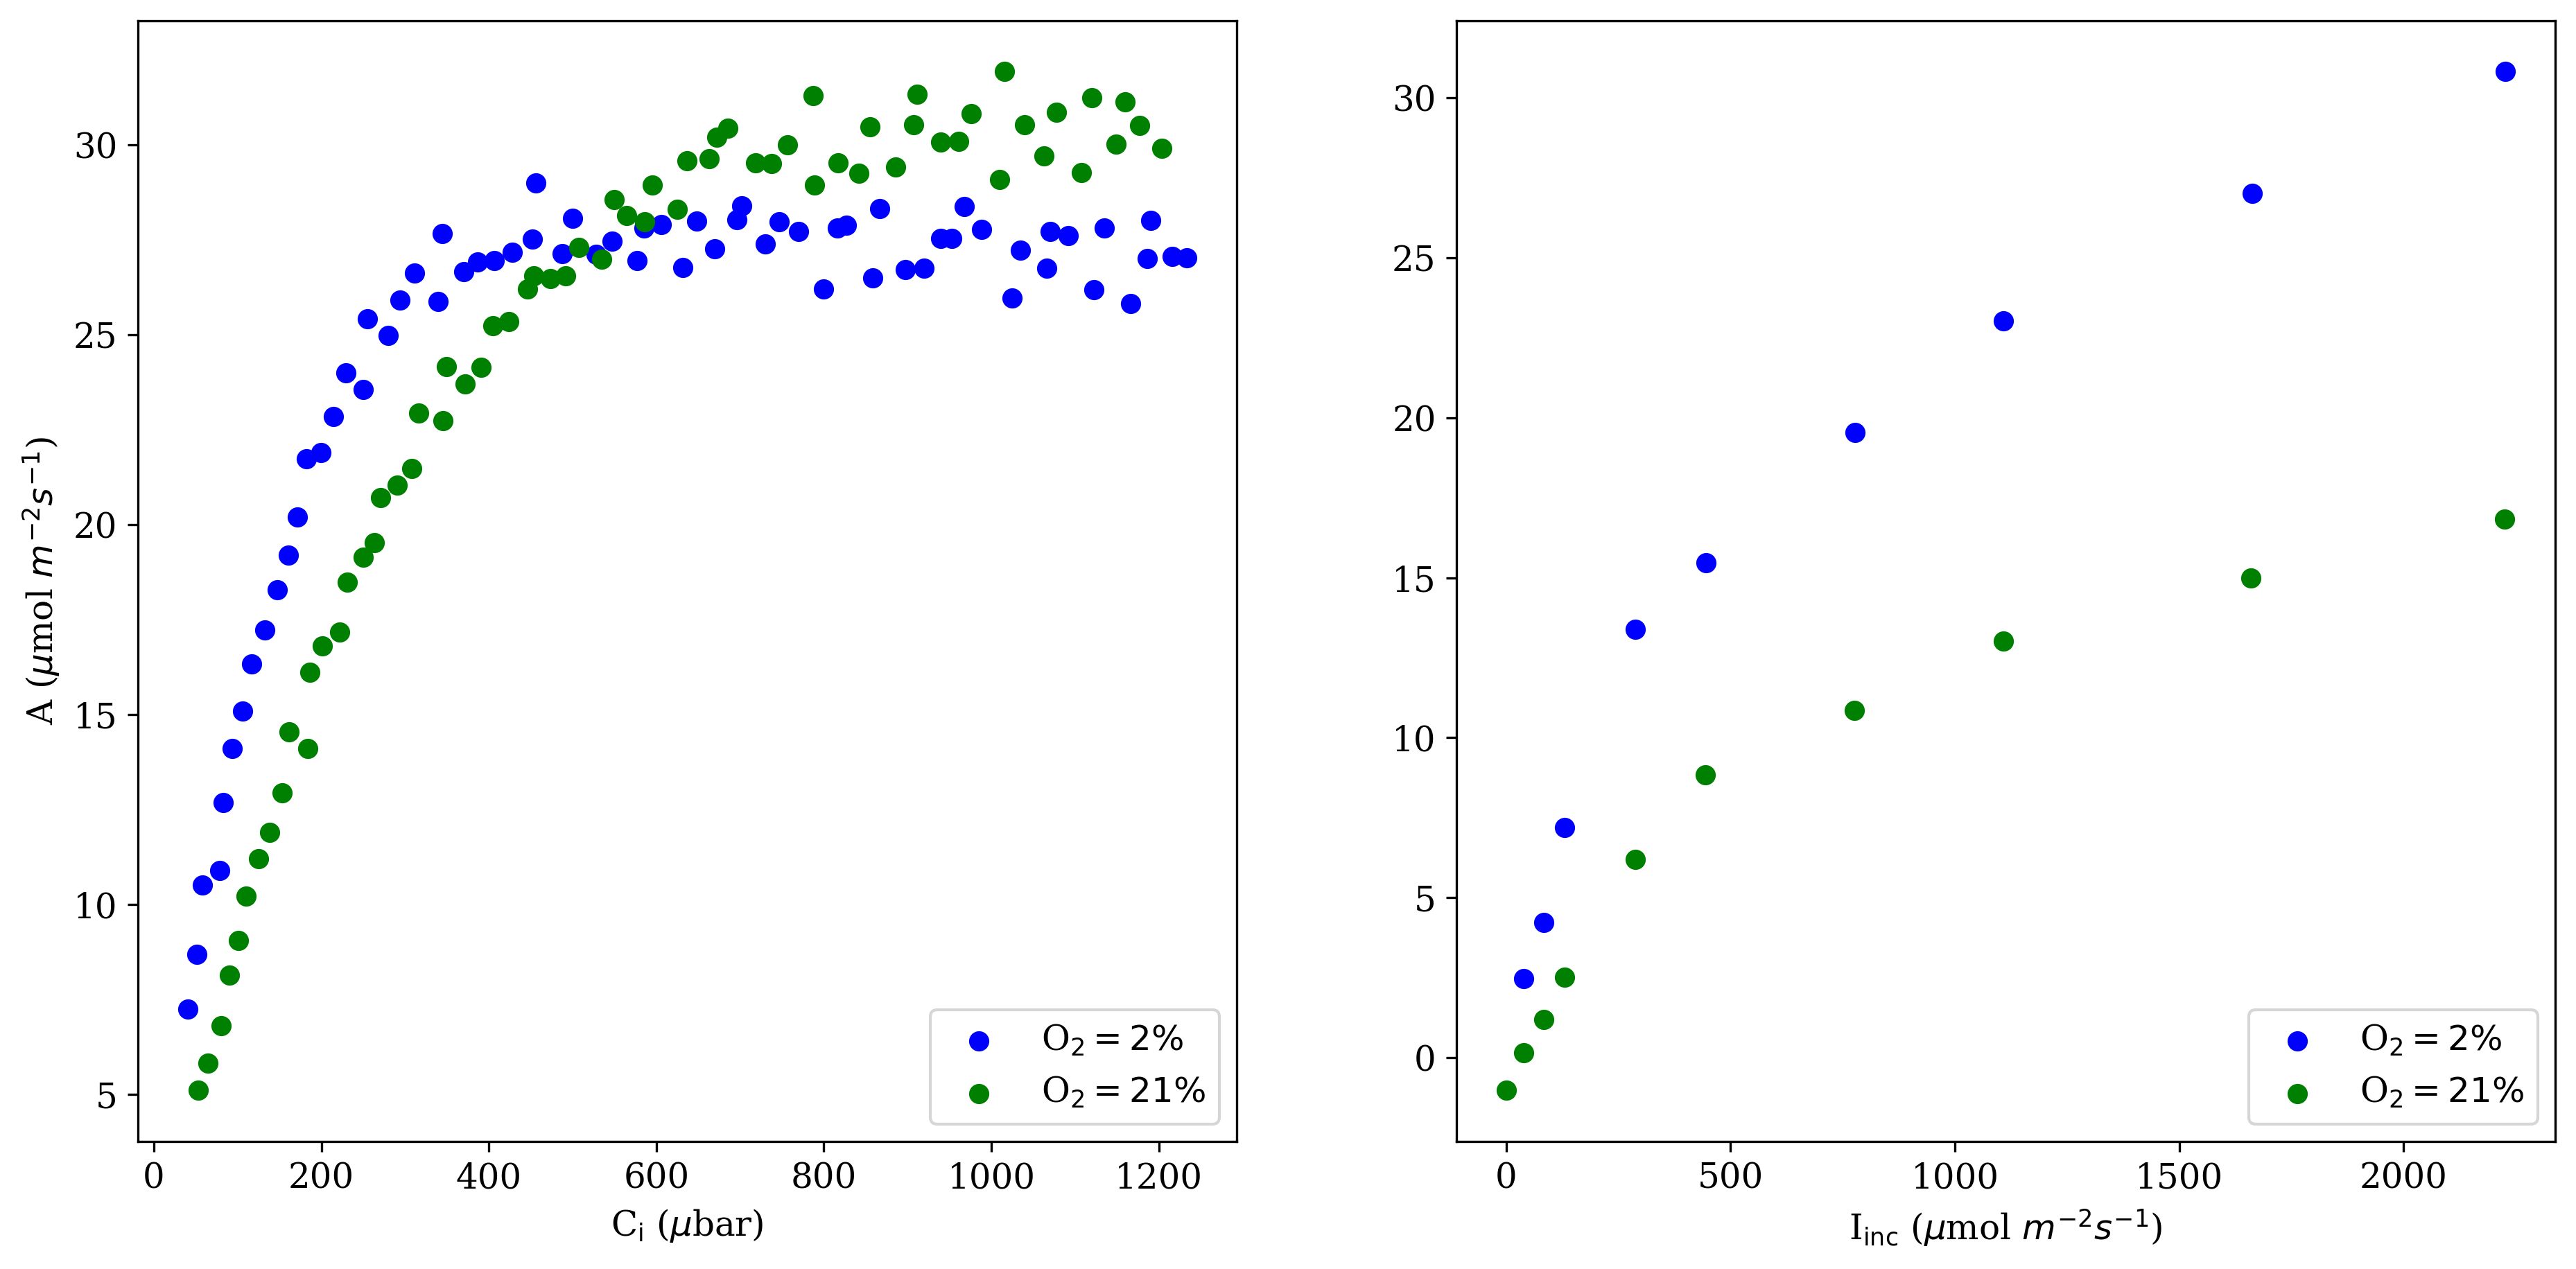 30
25
20
15
10
5
A (μmol m⁻²s⁻¹)
0 200 400 600 800 1000 1200
Cᵢ (μbar)
O₂ = 2%
O₂ = 21%
30
25
20
15
10
5
0
0 500 1000 1500 2000
I_inc (μmol m⁻²s⁻¹)
O₂ = 2%
O₂ = 21%